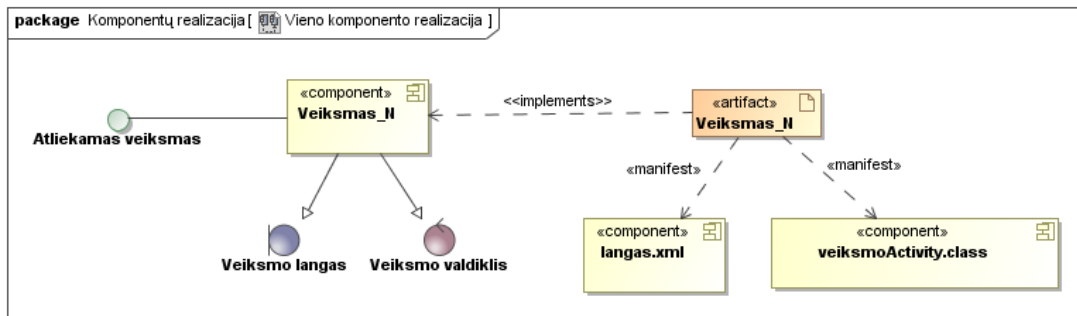 package Komponentų realizacija [ Vieno komponento realizacija ]
«component»
Veiksmas_N
<<implements>>
«artifact»
Veiksmas_N
Atliekamas veiksmas
«manifest»
«manifest»
«component»
langas.xml
«component»
veiksmoActivity.class
Veiksmo langas
Veiksmo valdiklis